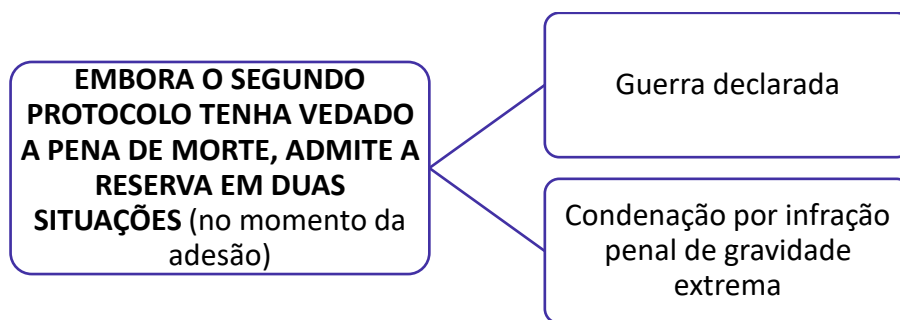 EMBORA O SEGUNDO
PROTOCOLO TENHA VEDADO
A PENA DE MORTE, ADMITE A
RESERVA EM DUAS
SITUAÇÕES (no momento da
adesão)
Guerra declarada
Condenação por infração
penal de gravidade
extrema